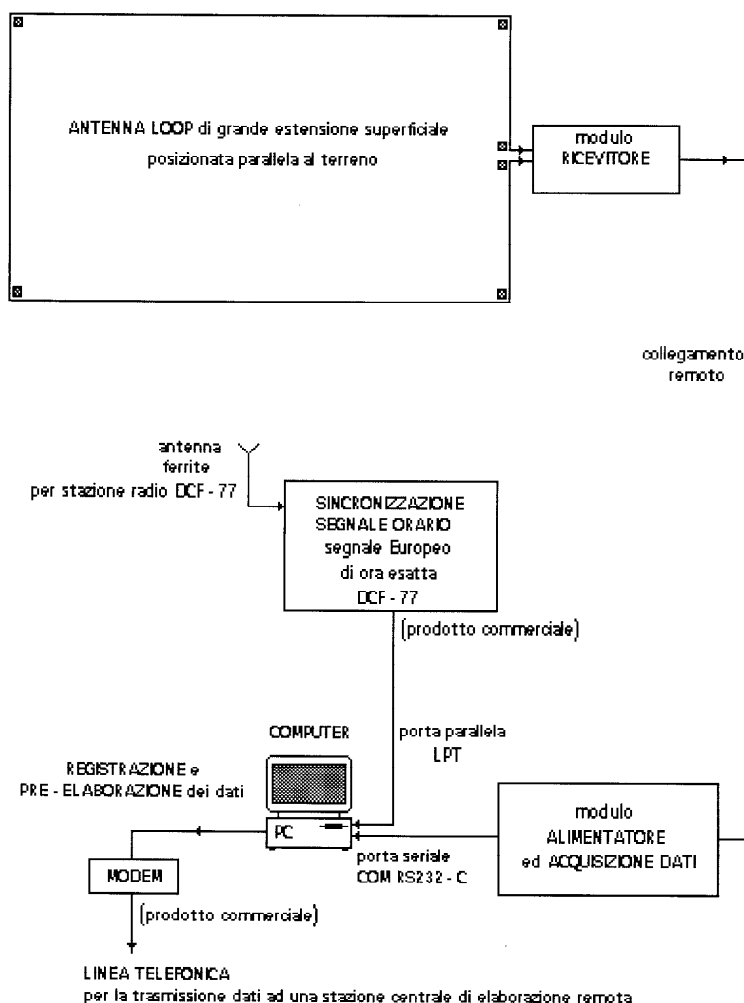 ANTENNA LOOP di grande estensione superficiale
posizionata parallela al terreno
modulo
RICEVITORE
collegamento
remoto
antenna
ferrite
per stazione radio DCF - 77
SINCRONIZZAZIONE
SEGNALE ORARIO
segnale Europeo
di ora esatta
DCF - 77
(prodotto commerciale)
COMPUTER
porta parallela
LPT
REGISTRAZIONE e
PRE - ELABORAZIONE dei dati
PC
modulo
ALIMENTATORE
ed ACQUISIZIONE DATI
porta seriale
COM RS232 - C
MODEM
(prodotto commerciale)
LINEA TELEFONICA
per la trasmissione dati ad una stazione centrale di elaborazione remota